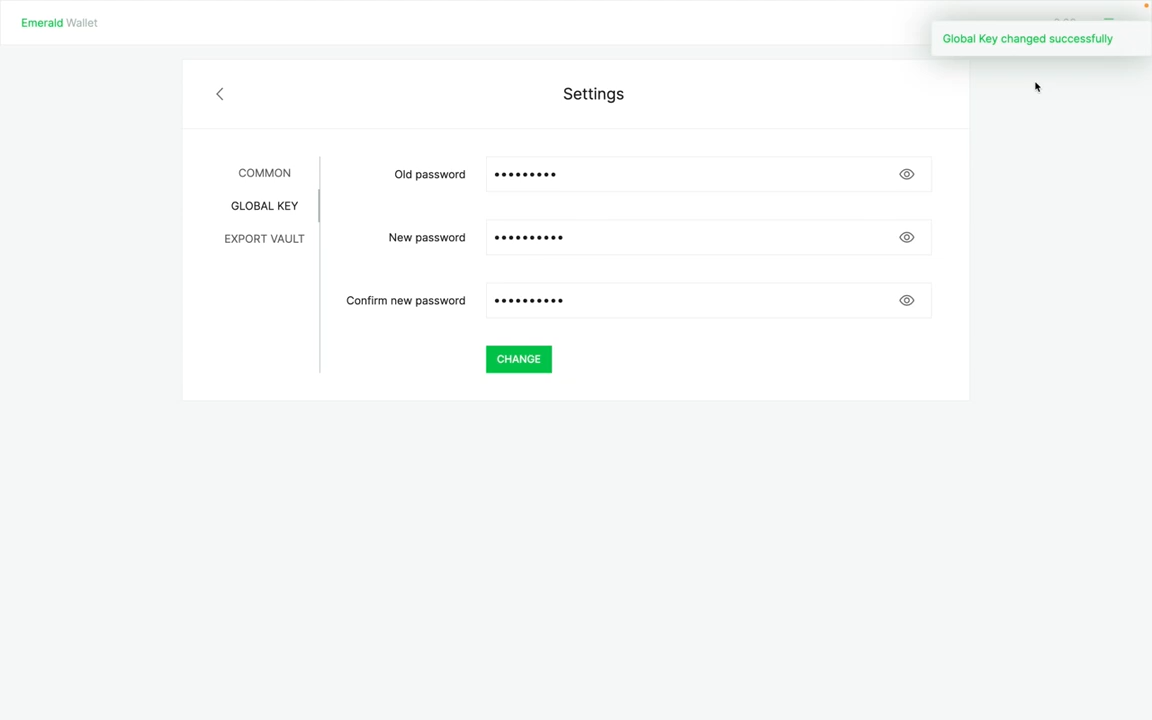 Emerald Wallet
Global Key changed successfully
Settings
COMMON
GLOBAL KEY
EXPORT VAULT
Old password
•••••••••
New password
••••••••••
Confirm new password
••••••••••
CHANGE